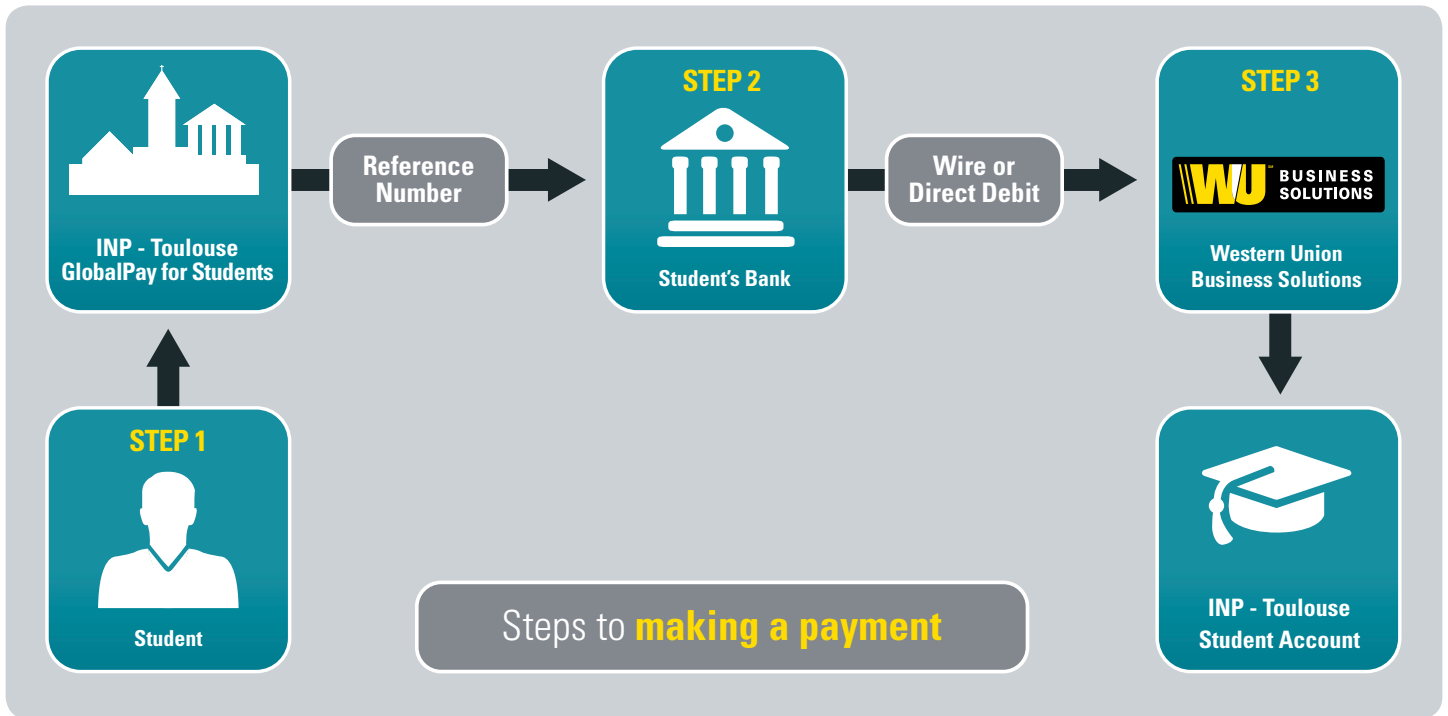 STEP 1
Student
INP - Toulouse
GlobalPay for Students
Reference
Number
STEP 2
Student's Bank
Wire or
Direct Debit
STEP 3
WU BUSINESS
SOLUTIONS
Western Union
Business Solutions
INP - Toulouse
Student Account
Steps to making a payment